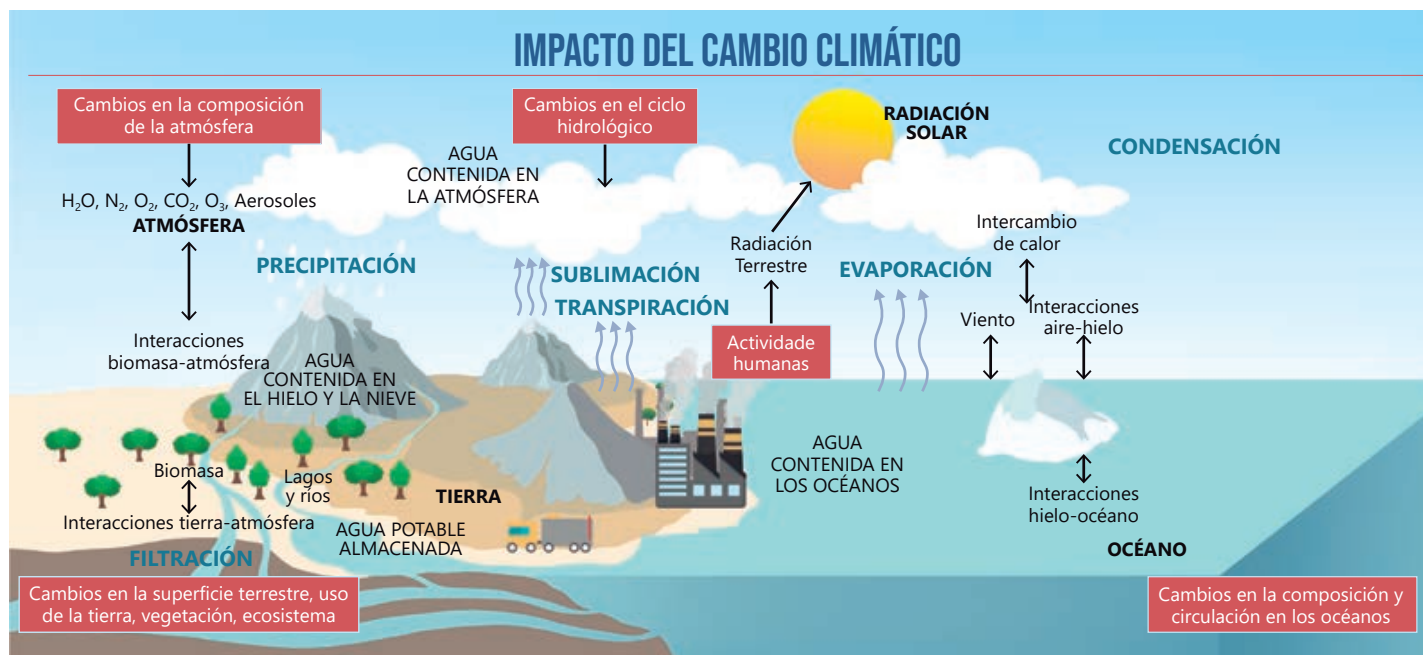 IMPACTO DEL CAMBIO CLIMÁTICO
Cambios en la composición
de la atmósfera
H₂O, N₂, O₂, CO₂, O₃, Aerosoles
ATMÓSFERA
Cambios en el ciclo
hidrológico
AGUA
CONTENIDA EN
LA ATMÓSFERA
RADIACIÓN
SOLAR
CONDENSACIÓN
PRECIPITACIÓN
SUBLIMACIÓN
TRANSPIRACIÓN
Radiación
Terrestre
EVAPORACIÓN
Intercambio
de calor
Viento
Interacciones
aire-hielo
Interacciones
biomasa-atmósfera
AGUA
CONTENIDA EN
EL HIELO Y LA NIEVE
Actividade
humanas
Biomasa
Interacciones tierra-atmósfera
Lagos
y ríos
TIERRA
AGUA POTABLE
ALMACENADA
AGUA
CONTENIDA EN
LOS OCÉANOS
Interacciones
hielo-océano
OCÉANO
FILTRACIÓN
Cambios en la superficie terrestre, uso
de la tierra, vegetación, ecosistema
Cambios en la composición y
circulación en los océanos